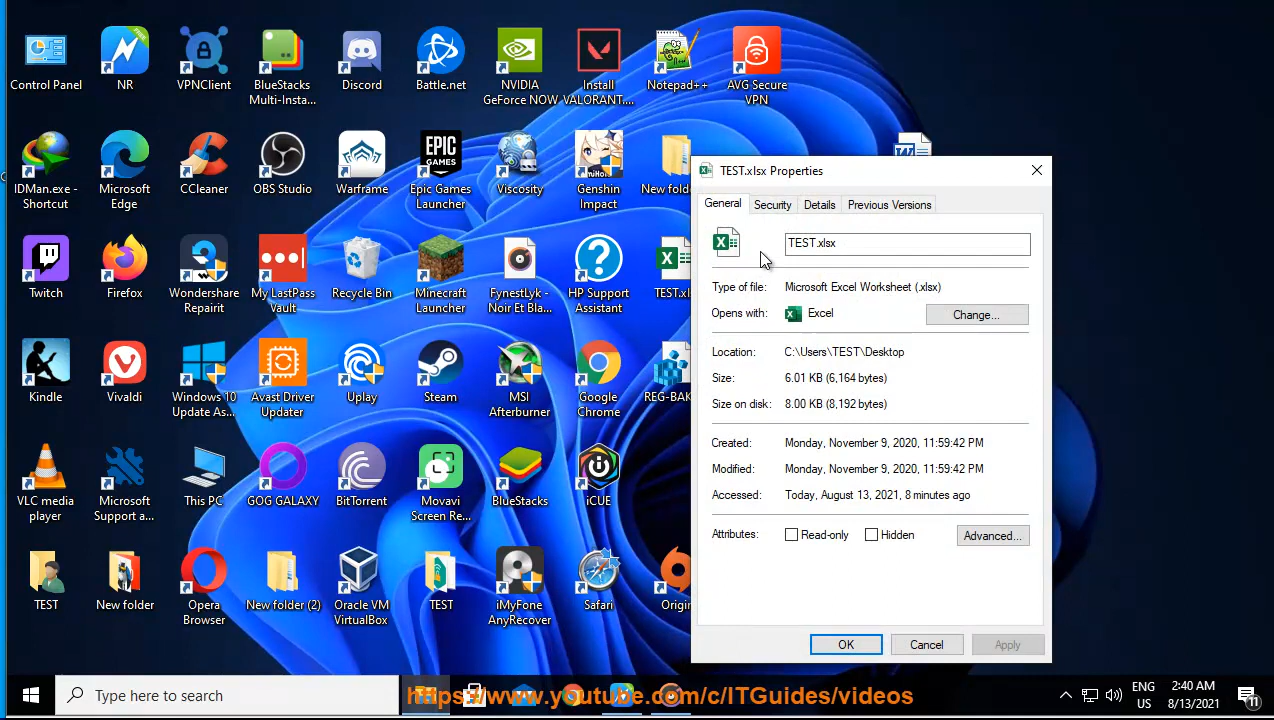 Control Panel
NR
VPNClient
BlueStacks
Multi-Insta...
Discord
Battle.net
NVIDIA
GeForce NOW
Install
VALORANT....
Notepad++
AVG Secure
VPN
IDMan.exe -
Shortcut
Microsoft
Edge
CCleaner
OBS Studio
Warframe
EPIC
GAMES
Epic Games
Launcher
Viscosity
Genshin
Impact
New folde
Twitch
Firefox
Wondershare
Repairit
My LastPass
Vault
Recycle Bin
Minecraft
Launcher
FynestLyk -
Noir Et Bla...
HP Support
Assistant
TEST.xl
Kindle
Vivaldi
Windows 10
Update As...
Avast Driver
Updater
Uplay
Steam
MSI
Afterburner
Google
Chrome
REG-BAK
VLC media
player
Microsoft
Support a...
This PC
GOG GALAXY
BitTorrent
Movavi
Screen Re...
BlueStacks
iCUE
TEST
New folder
Opera
Browser
New folder (2)
Oracle VM
VirtualBox
TEST
iMyFone
AnyRecover
Safari
Origi
TEST.xlsx Properties
General Security Details Previous Versions
TEST.xlsx
Type of file: Microsoft Excel Worksheet (.xlsx)
Opens with: Excel Change...
Location: C:\Users\TEST\Desktop
Size: 6.01 KB (6,164 bytes)
Size on disk: 8.00 KB (8,192 bytes)
Created: Monday, November 9, 2020, 11:59:42 PM
Modified: Monday, November 9, 2020, 11:59:42 PM
Accessed: Today, August 13, 2021, 8 minutes ago
Attributes: Read-only Hidden Advanced...
OK Cancel Apply
Type here to search
https://www.youtube.com/c/ITGuides/videos
ENG
US
2:40 AM
8/13/2021
11